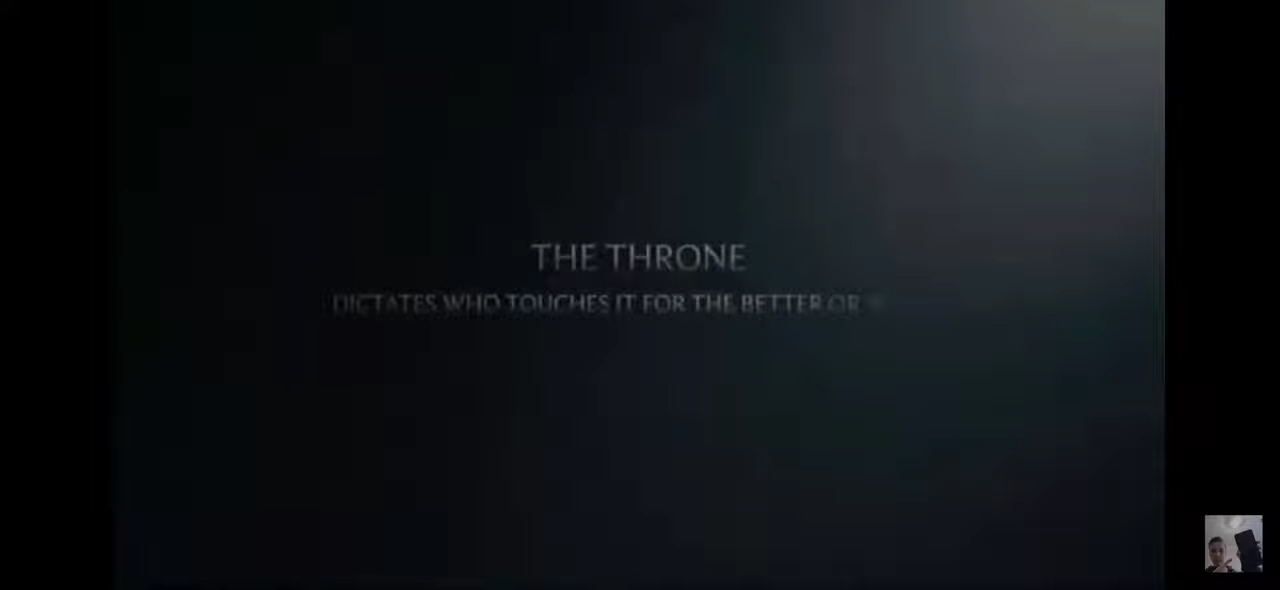 THE THRONE
DICTATES WHO TOUCHES IT FOR THE BETTER OR